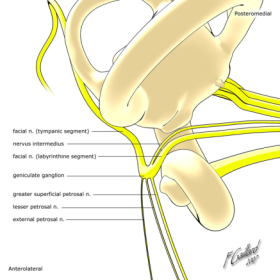 Posteromedial
facial n. (tympanic segment)
nervus intermedius
facial n. (labyrinthine segment)
geniculate ganglion
greater superficial petrosal n.
lesser petrosal n.
external petrosal n.
Anterolateral